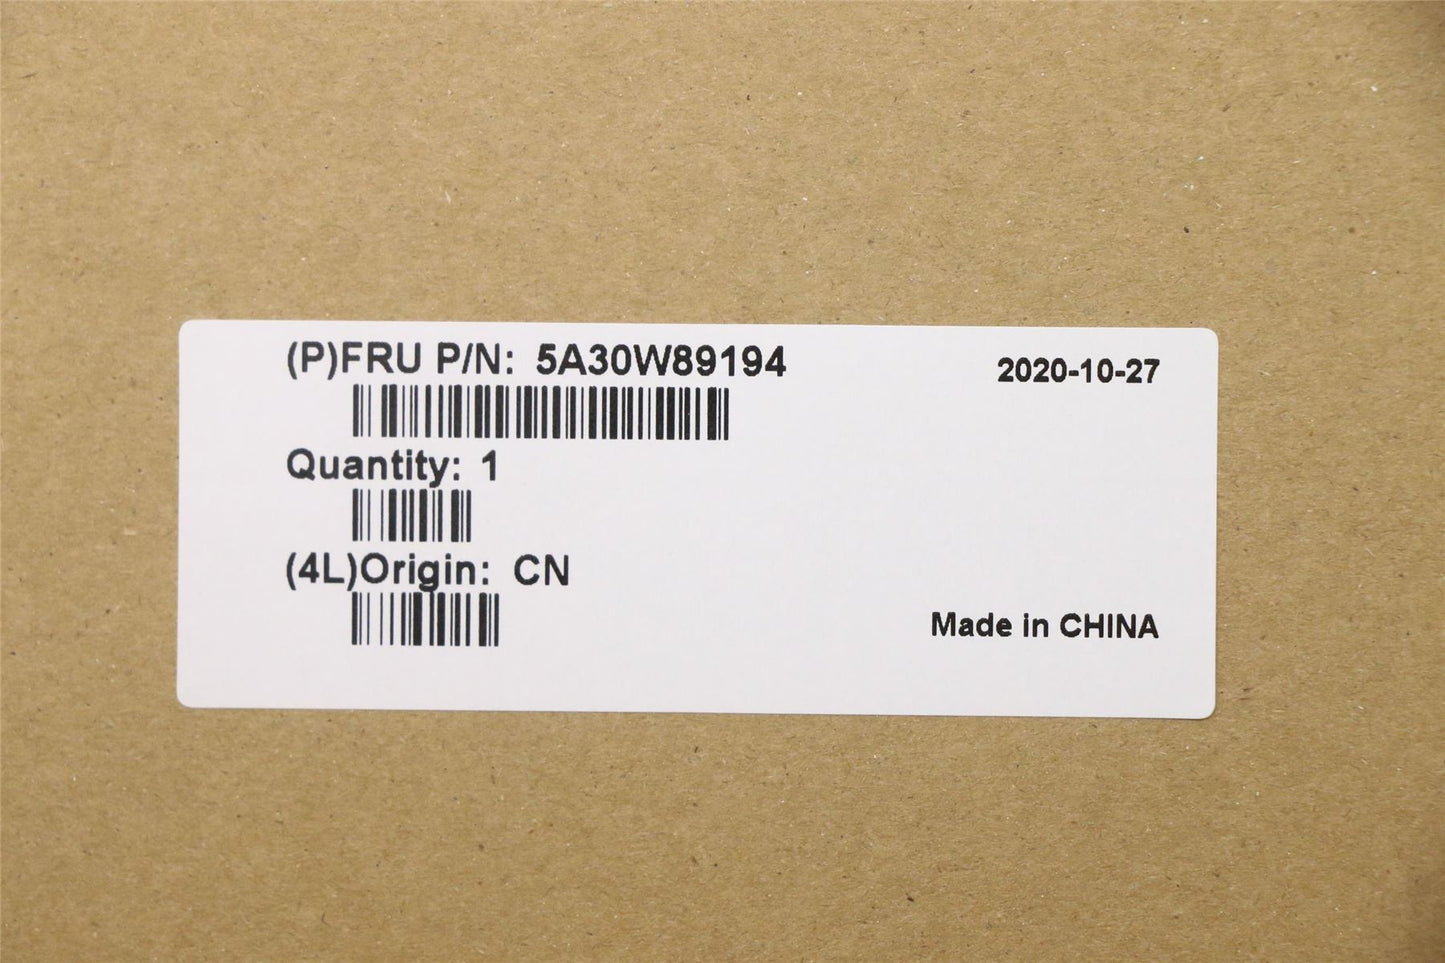 (P)FRU P/N: 5A30W89194
2020-10-27
Quantity: 1
(4L)Origin: CN
Made in CHINA